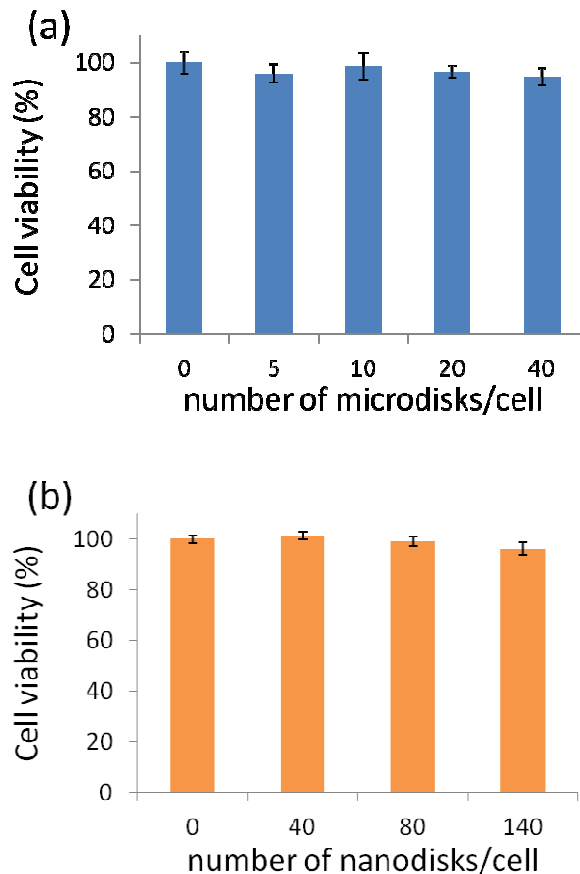 (a)
Cell viability (%)
100
80
60
40
20
0
0 5 10 20 40
number of microdisks/cell
(b)
Cell viability (%)
100
80
60
40
20
0
0 40 80 140
number of nanodisks/cell